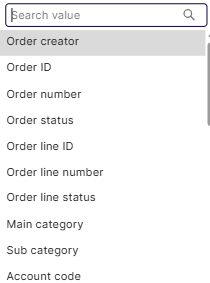 Search value
Order creator
Order ID
Order number
Order status
Order line ID
Order line number
Order line status
Main category
Sub category
Account code